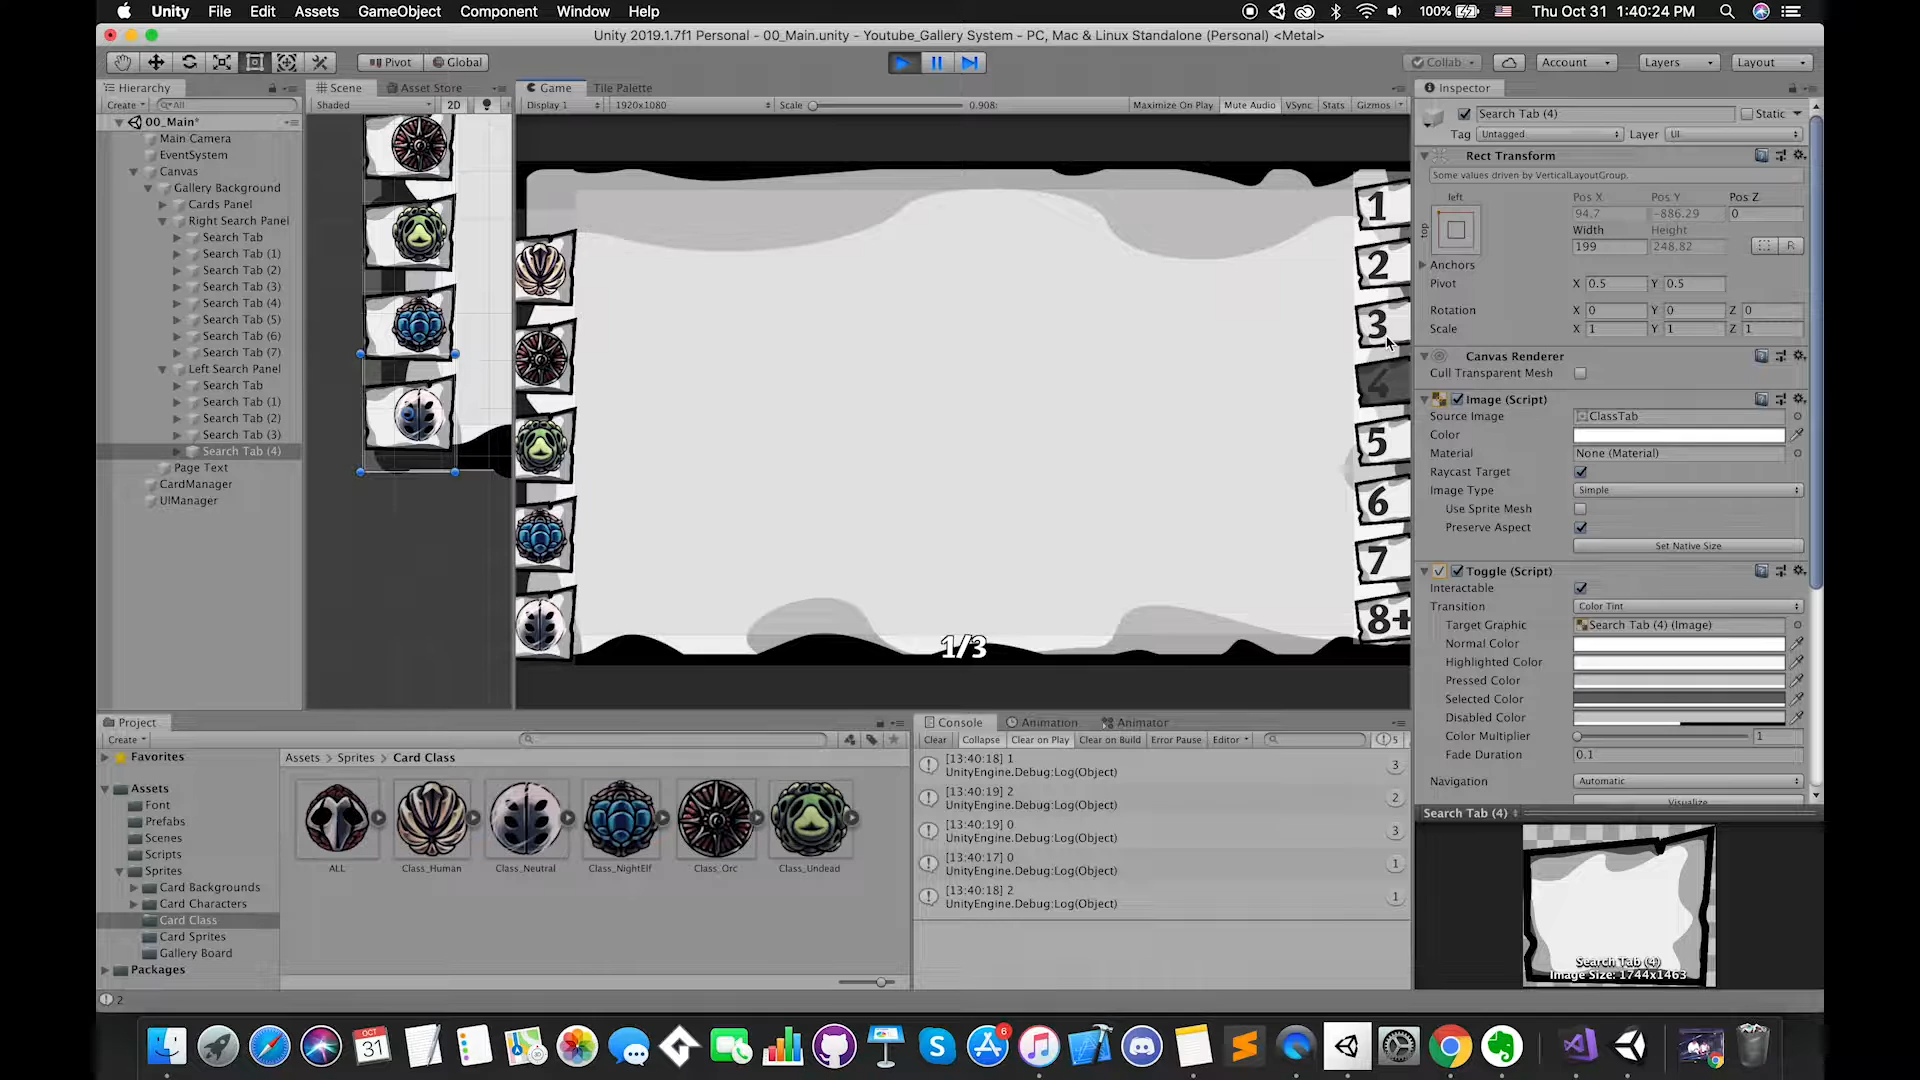 Unity File Edit Assets GameObject Component Window Help
100% Thu Oct 31 1:40:24 PM
Unity 2019.1.7f1 Personal - 00_Main.unity - Youtube_Gallery System - PC, Mac & Linux Standalone (Personal) <Metal>
Pivot Global
Collab Account Layers Layout
Hierarchy
Create All
00_Main*
Main Camera
EventSystem
Canvas
Gallery Background
Cards Panel
Right Search Panel
Search Tab
Search Tab (1)
Search Tab (2)
Search Tab (3)
Search Tab (4)
Search Tab (5)
Search Tab (6)
Search Tab (7)
Left Search Panel
Search Tab
Search Tab (1)
Search Tab (2)
Search Tab (3)
Search Tab (4)
Page Text
CardManager
UIManager
Scene Asset Store
Shaded 2D
Game Tile Palette
Display 1 1920x1080 Scale 0.908: Maximize On Play Mute Audio VSync Stats Gizmos
1
2
3
4
5
6
7
8+
1/3
Inspector
Search Tab (4) Static
Tag Untagged Layer UI
Rect Transform
Some values driven by VerticalLayoutGroup.
left Pos X Pos Y Pos Z
top 94.7 -886.29 0
Width Height
199 248.82 R
Anchors
Pivot X 0.5 Y 0.5
Rotation X 0 Y 0 Z 0
Scale X 1 Y 1 Z 1
Canvas Renderer
Cull Transparent Mesh
Image (Script)
Source Image ClassTab
Color
Material None (Material)
Raycast Target
Image Type Simple
Use Sprite Mesh
Preserve Aspect
Set Native Size
Toggle (Script)
Interactable
Transition Color Tint
Target Graphic Search Tab (4) (Image)
Normal Color
Highlighted Color
Pressed Color
Selected Color
Disabled Color
Color Multiplier 1
Fade Duration 0.1
Navigation Automatic
Visualize
Search Tab (4)
Search Tab (4)
Image Size: 1744x1463
Project
Create
Favorites
Assets
Font
Prefabs
Scenes
Scripts
Sprites
Card Backgrounds
Card Characters
Card Class
Card Sprites
Gallery Board
Packages
Assets > Sprites > Card Class
ALL Class_Human Class_Neutral Class_NightElf Class_Orc Class_Undead
Console Animation Animator
Clear Collapse Clear on Play Clear on Build Error Pause Editor 5
[13:40:18] 1
UnityEngine.Debug:Log(Object) 3
[13:40:19] 2
UnityEngine.Debug:Log(Object) 2
[13:40:19] 0
UnityEngine.Debug:Log(Object) 3
[13:40:17] 0
UnityEngine.Debug:Log(Object) 1
[13:40:18] 2
UnityEngine.Debug:Log(Object) 1
2
OCT
31
6